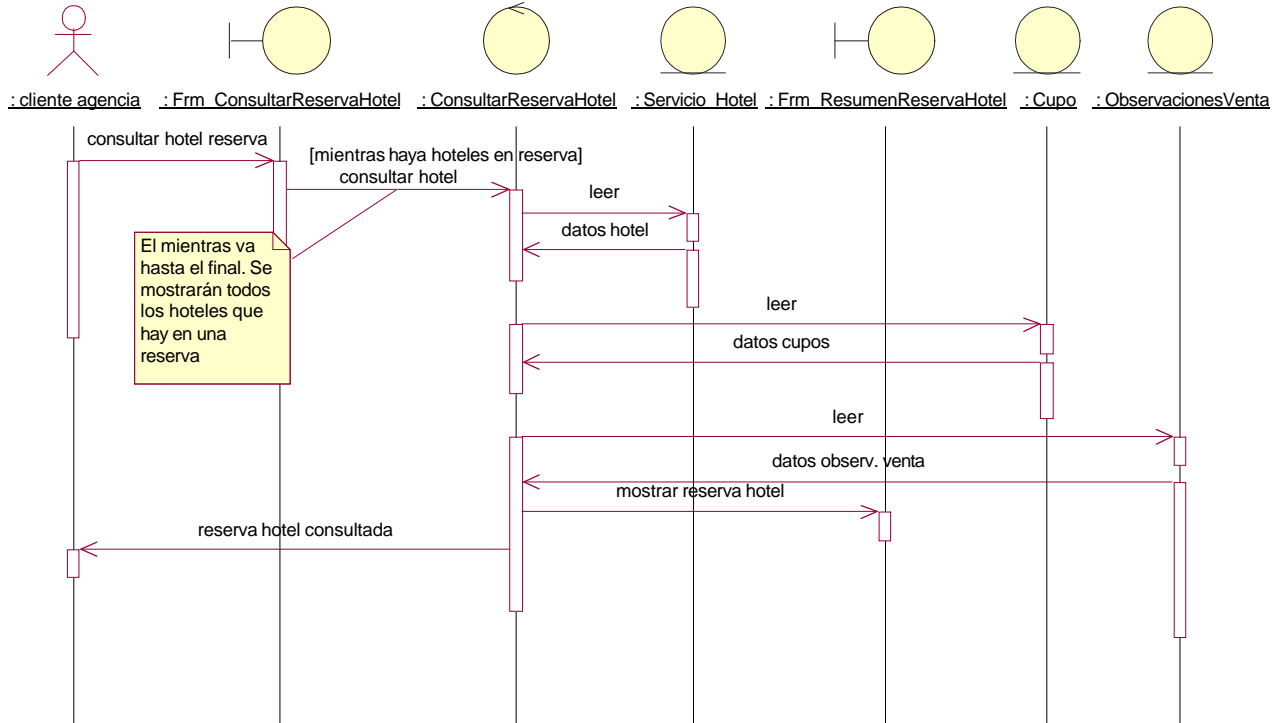 : cliente agencia
: Frm_ConsultarReservaHotel
: ConsultarReservaHotel
: Servicio_Hotel
: Frm_ResumenReservaHotel
: Cupo
: ObservacionesVenta
consultar hotel reserva
[mientras haya hoteles en reserva]
consultar hotel
leer
datos hotel
El mientras va
hasta el final. Se
mostrarán todos
los hoteles que
hay en una
reserva
leer
datos cupos
leer
datos observ. venta
mostrar reserva hotel
reserva hotel consultada